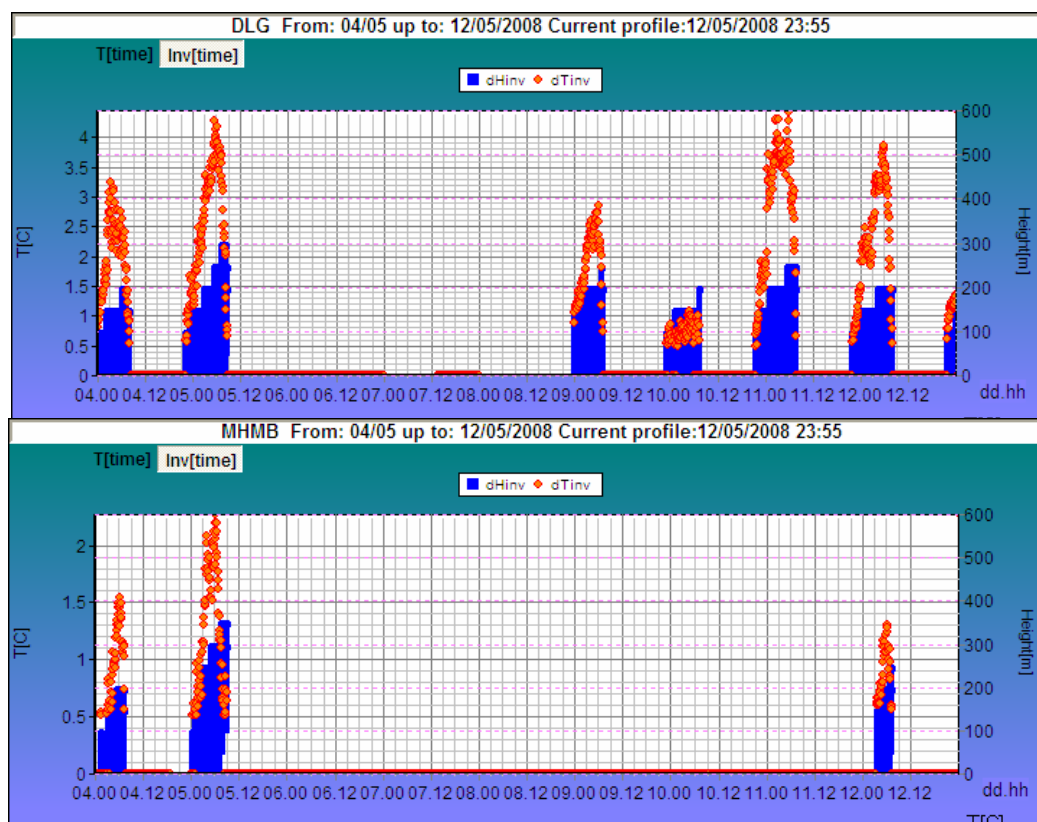 DLG From: 04/05 up to: 12/05/2008 Current profile:12/05/2008 23:55
T[time] Inv[time]
dHinv dTinv
T[C]
4
3.5
3
2.5
2
1.5
1
0.5
0
600
500
400
300
200
100
0
Height[m]
04.00 04.12 05.00 05.12 06.00 06.12 07.00 07.12 08.00 08.12 09.00 09.12 10.00 10.12 11.00 11.12 12.00 12.12
dd.hh
MHMB From: 04/05 up to: 12/05/2008 Current profile:12/05/2008 23:55
T[time] Inv[time]
dHinv dTinv
T[C]
2
1.5
1
0.5
0
600
500
400
300
200
100
0
Height[m]
04.00 04.12 05.00 05.12 06.00 06.12 07.00 07.12 08.00 08.12 09.00 09.12 10.00 10.12 11.00 11.12 12.00 12.12
dd.hh